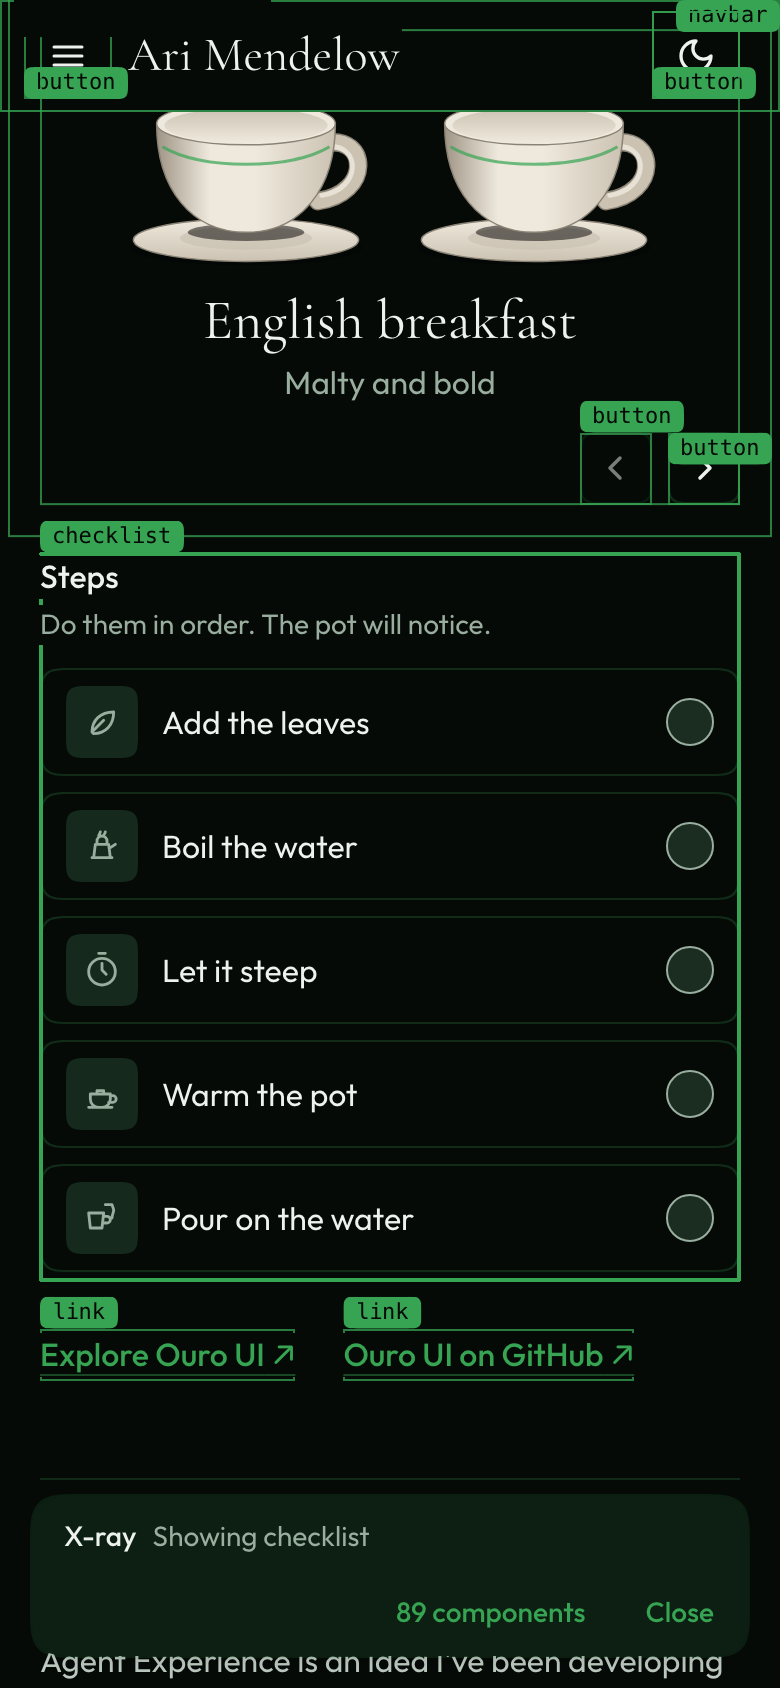 navbar
Ari Mendelow
button
button
English breakfast
Malty and bold
button
button
checklist
Steps
Do them in order. The pot will notice.
Add the leaves
Boil the water
Let it steep
Warm the pot
Pour on the water
link
link
Explore Ouro UI
Ouro UI on GitHub
X-ray Showing checklist
89 components Close
Agent Experience is an idea I've been developing